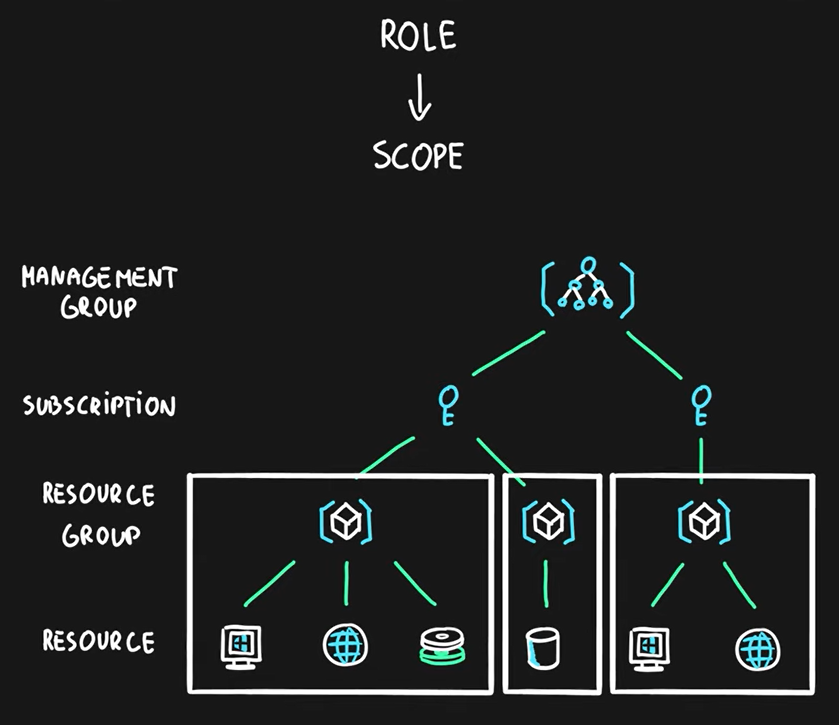 ROLE
SCOPE
MANAGEMENT
GROUP
SUBSCRIPTION
RESOURCE
GROUP
RESOURCE